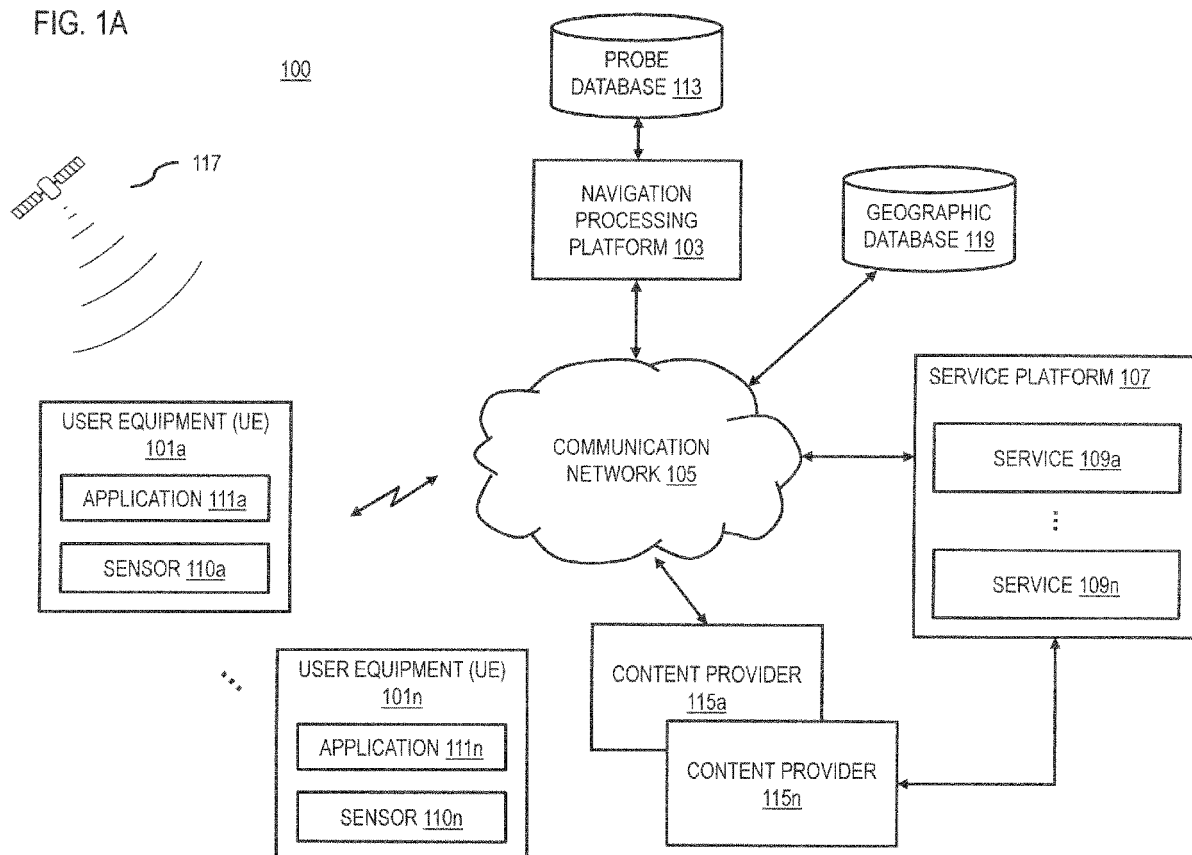 FIG. 1A
100
PROBE
DATABASE 113
117
NAVIGATION
PROCESSING
PLATFORM 103
GEOGRAPHIC
DATABASE 119
SERVICE PLATFORM 107
SERVICE 109a
...
SERVICE 109n
COMMUNICATION
NETWORK 105
USER EQUIPMENT (UE)
101a
APPLICATION 111a
SENSOR 110a
...
USER EQUIPMENT (UE)
101n
APPLICATION 111n
SENSOR 110n
CONTENT PROVIDER
115a
CONTENT PROVIDER
115n